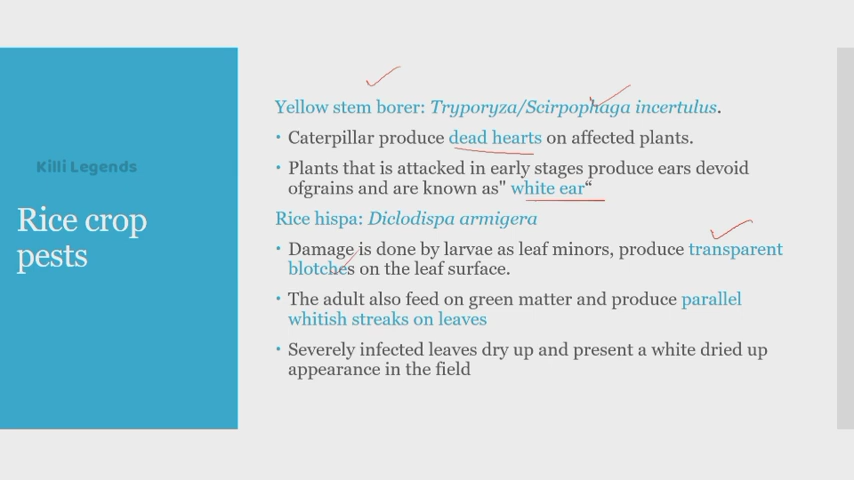 Killi Legends
Rice crop
pests
Yellow stem borer: Tryporyza/Scirpophaga incertulus.
• Caterpillar produce dead hearts on affected plants.
• Plants that is attacked in early stages produce ears devoid
ofgrains and are known as" white ear“
Rice hispa: Diclodispa armigera
• Damage is done by larvae as leaf minors, produce transparent
blotches on the leaf surface.
• The adult also feed on green matter and produce parallel
whitish streaks on leaves
• Severely infected leaves dry up and present a white dried up
appearance in the field